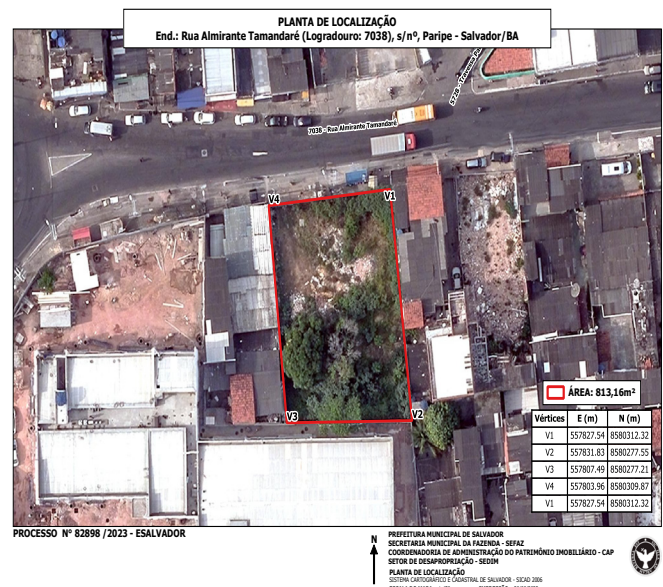 PLANTA DE LOCALIZAÇÃO
End.: Rua Almirante Tamandaré (Logradouro: 7038), s/nº, Paripe - Salvador/BA
7038 - Rua Almirante Tamandaré
V4
V1
V3
V2
ÁREA: 813,16m²
Vértices E (m) N (m)
V1 557827.54 8580312.32
V2 557831.83 8580277.55
V3 557807.49 8580277.21
V4 557803.96 8580309.87
V1 557827.54 8580312.32
PROCESSO N° 82898 /2023 - ESALVADOR
N
PREFEITURA MUNICIPAL DE SALVADOR
SECRETARIA MUNICIPAL DA FAZENDA - SEFAZ
COORDENADORIA DE ADMINISTRAÇÃO DO PATRIMÔNIO IMOBILIÁRIO - CAP
SETOR DE DESAPROPRIAÇÃO - SEDIM
PLANTA DE LOCALIZAÇÃO
SISTEMA CARTOGRÁFICO E CADASTRAL DE SALVADOR - SICAD 2006